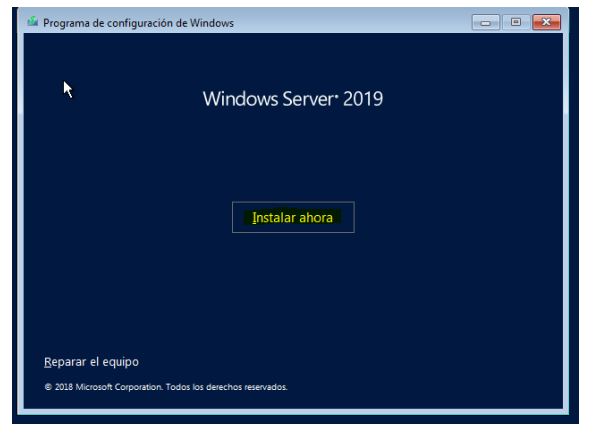 Programa de configuración de Windows
Windows Server® 2019
Instalar ahora
Reparar el equipo
© 2018 Microsoft Corporation. Todos los derechos reservados.